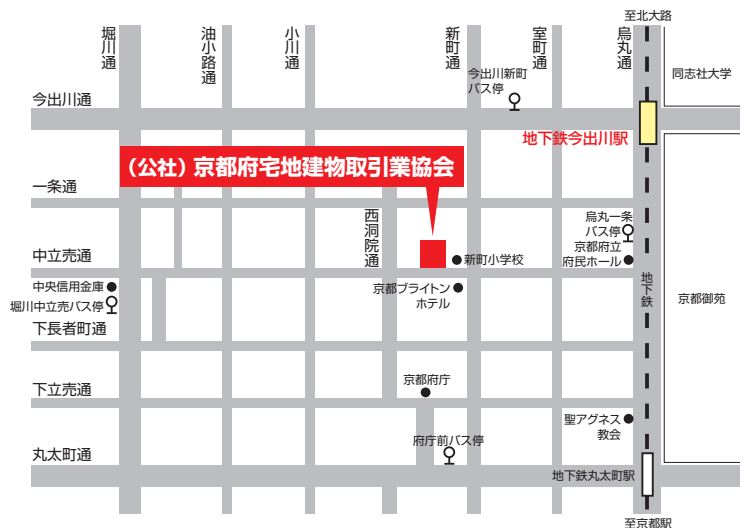 至北大路
堀川通
油小路通
小川通
新町通
室町通
烏丸通
同志社大学
今出川新町
バス停
今出川通
地下鉄今出川駅
（公社）京都府宅地建物取引業協会
一条通
西洞院通
烏丸一条
バス停
京都府立
府民ホール
中立売通
新町小学校
地下鉄
中央信用金庫
京都ブライトン
ホテル
京都御苑
堀川中立売バス停
下長者町通
京都府庁
下立売通
聖アグネス
教会
府庁前バス停
丸太町通
地下鉄丸太町駅
至京都駅